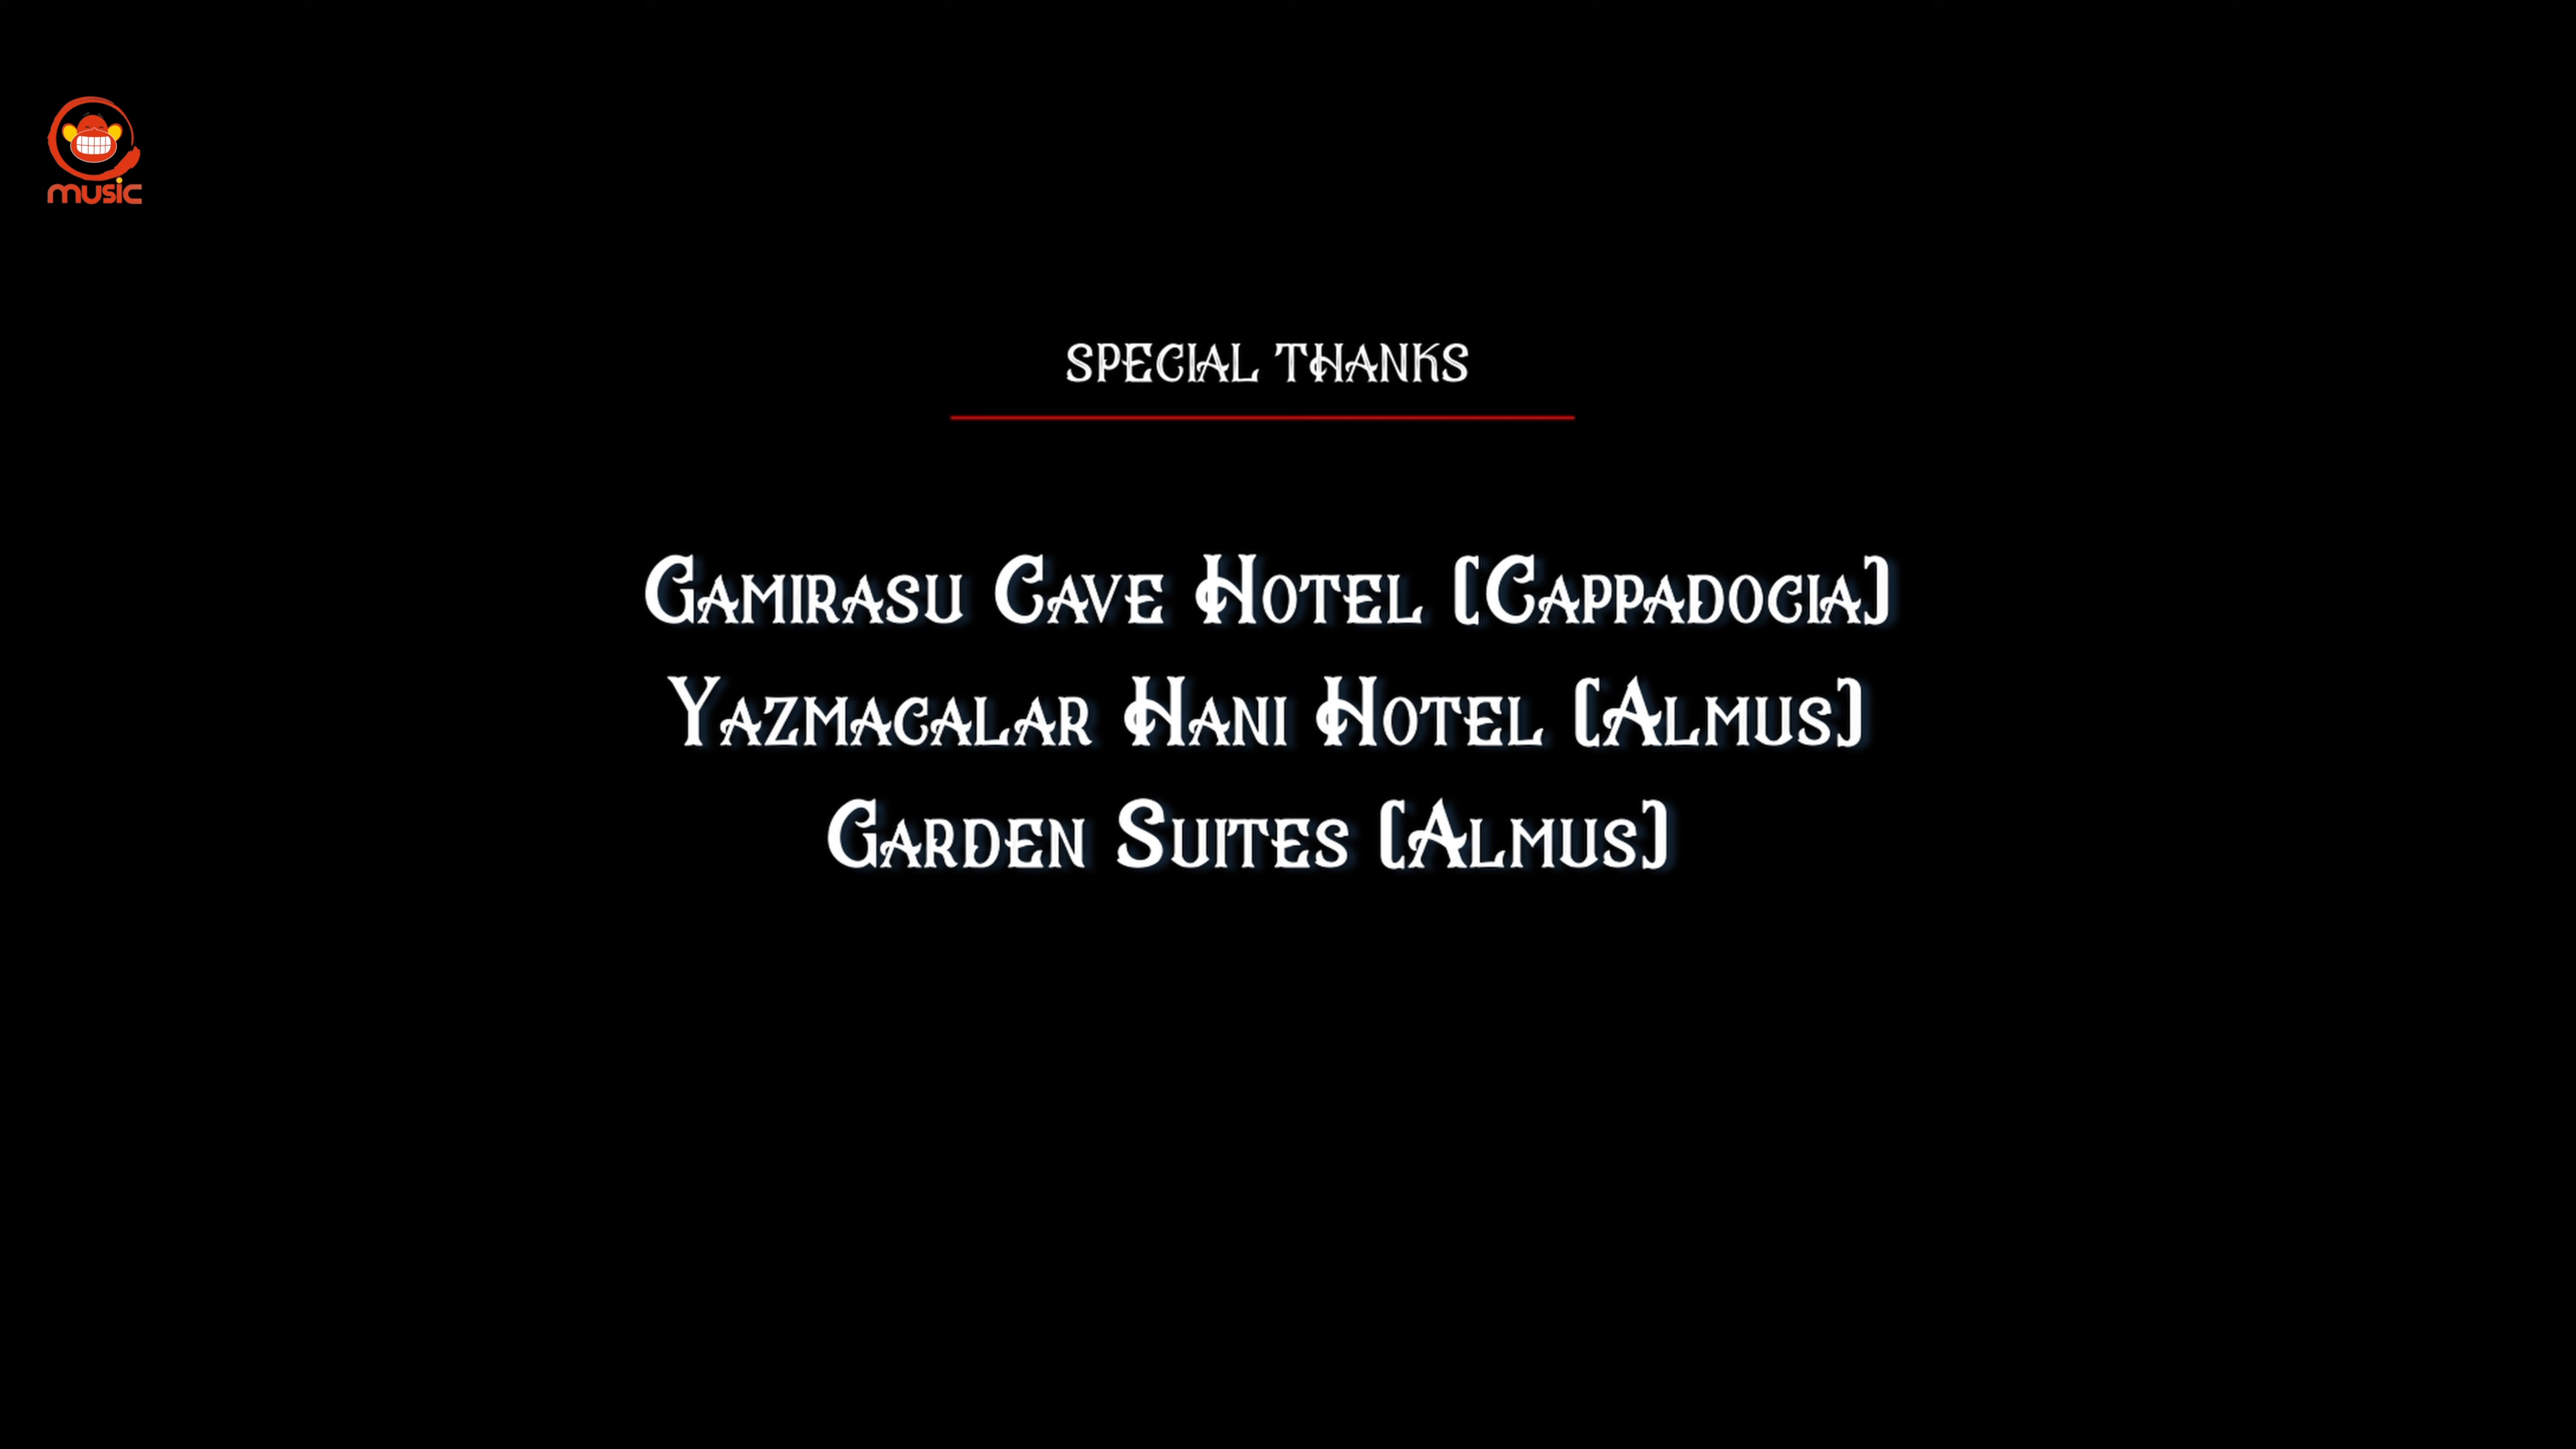 music
SPECIAL THANKS
GAMIRASU CAVE HOTEL (CAPPADOCIA)
YAZMACALAR HANI HOTEL (ALMUS)
GARDEN SUITES (ALMUS)